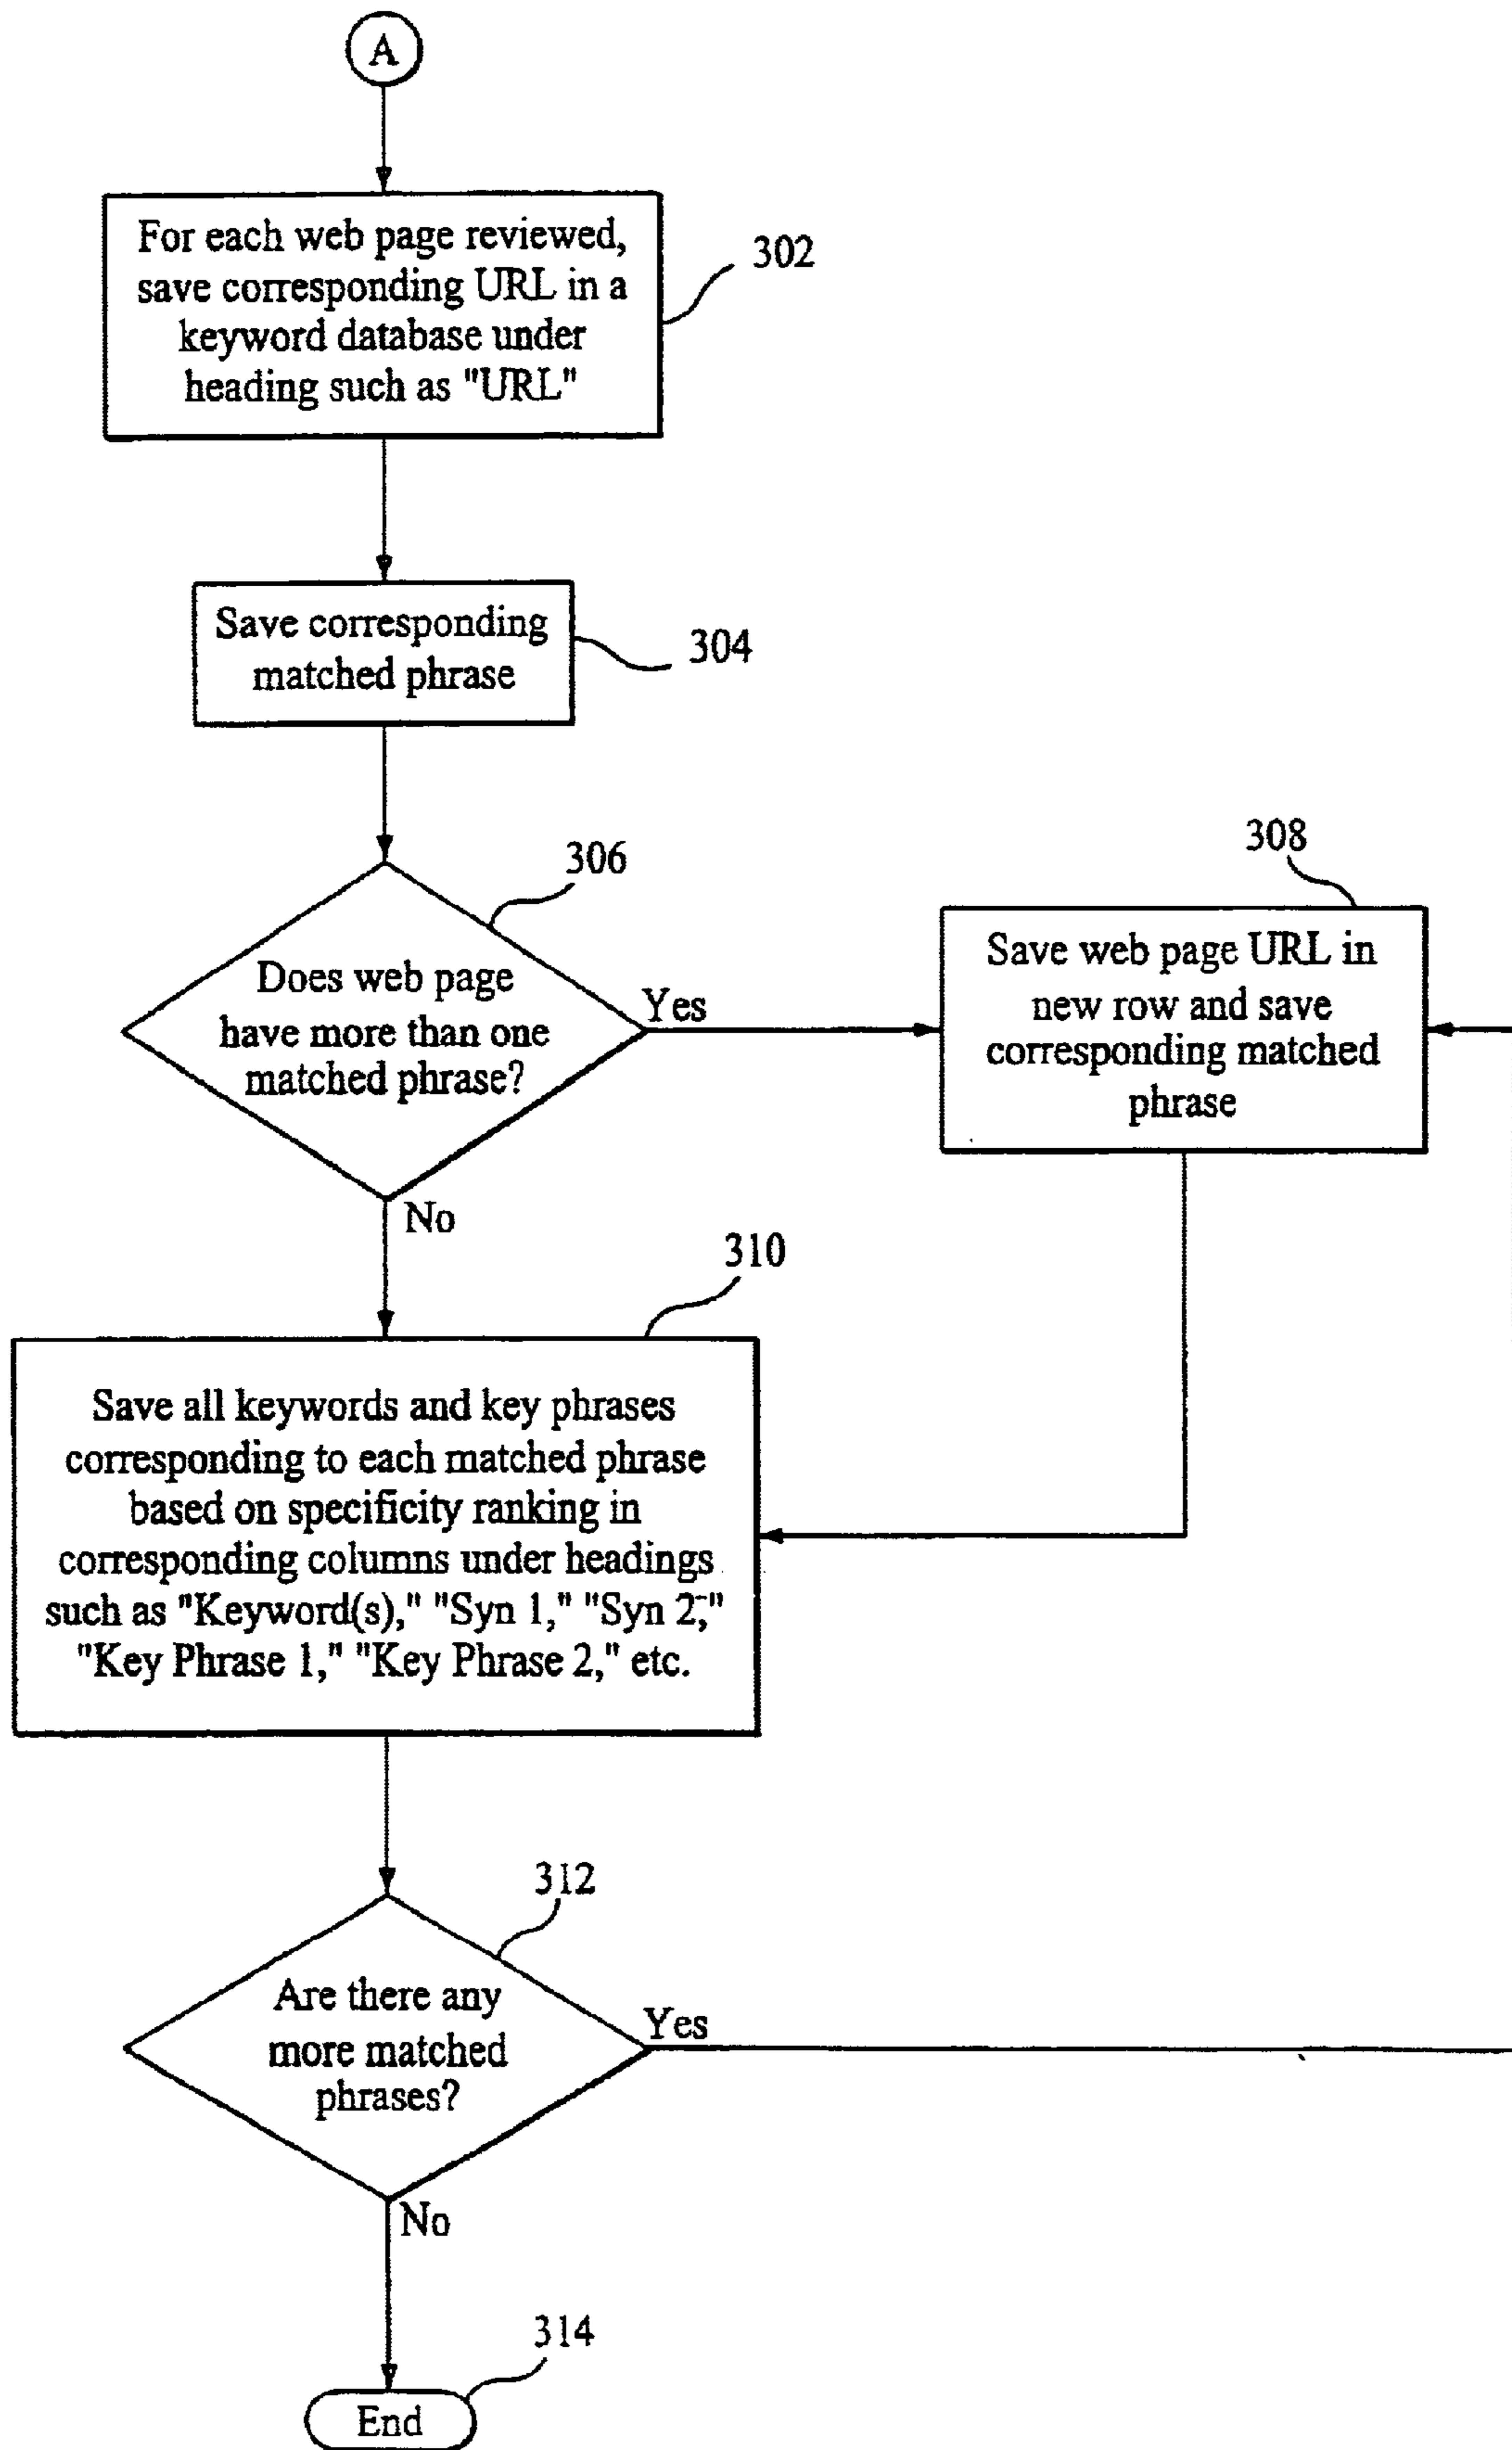 A
For each web page reviewed,
save corresponding URL in a
keyword database under
heading such as "URL"
302
Save corresponding
matched phrase
304
306
Does web page
have more than one
matched phrase?
Yes
No
308
Save web page URL in
new row and save
corresponding matched
phrase
310
Save all keywords and key phrases
corresponding to each matched phrase
based on specificity ranking in
corresponding columns under headings
such as "Keyword(s)," "Syn 1," "Syn 2,"
"Key Phrase 1," "Key Phrase 2," etc.
312
Are there any
more matched
phrases?
Yes
No
314
End